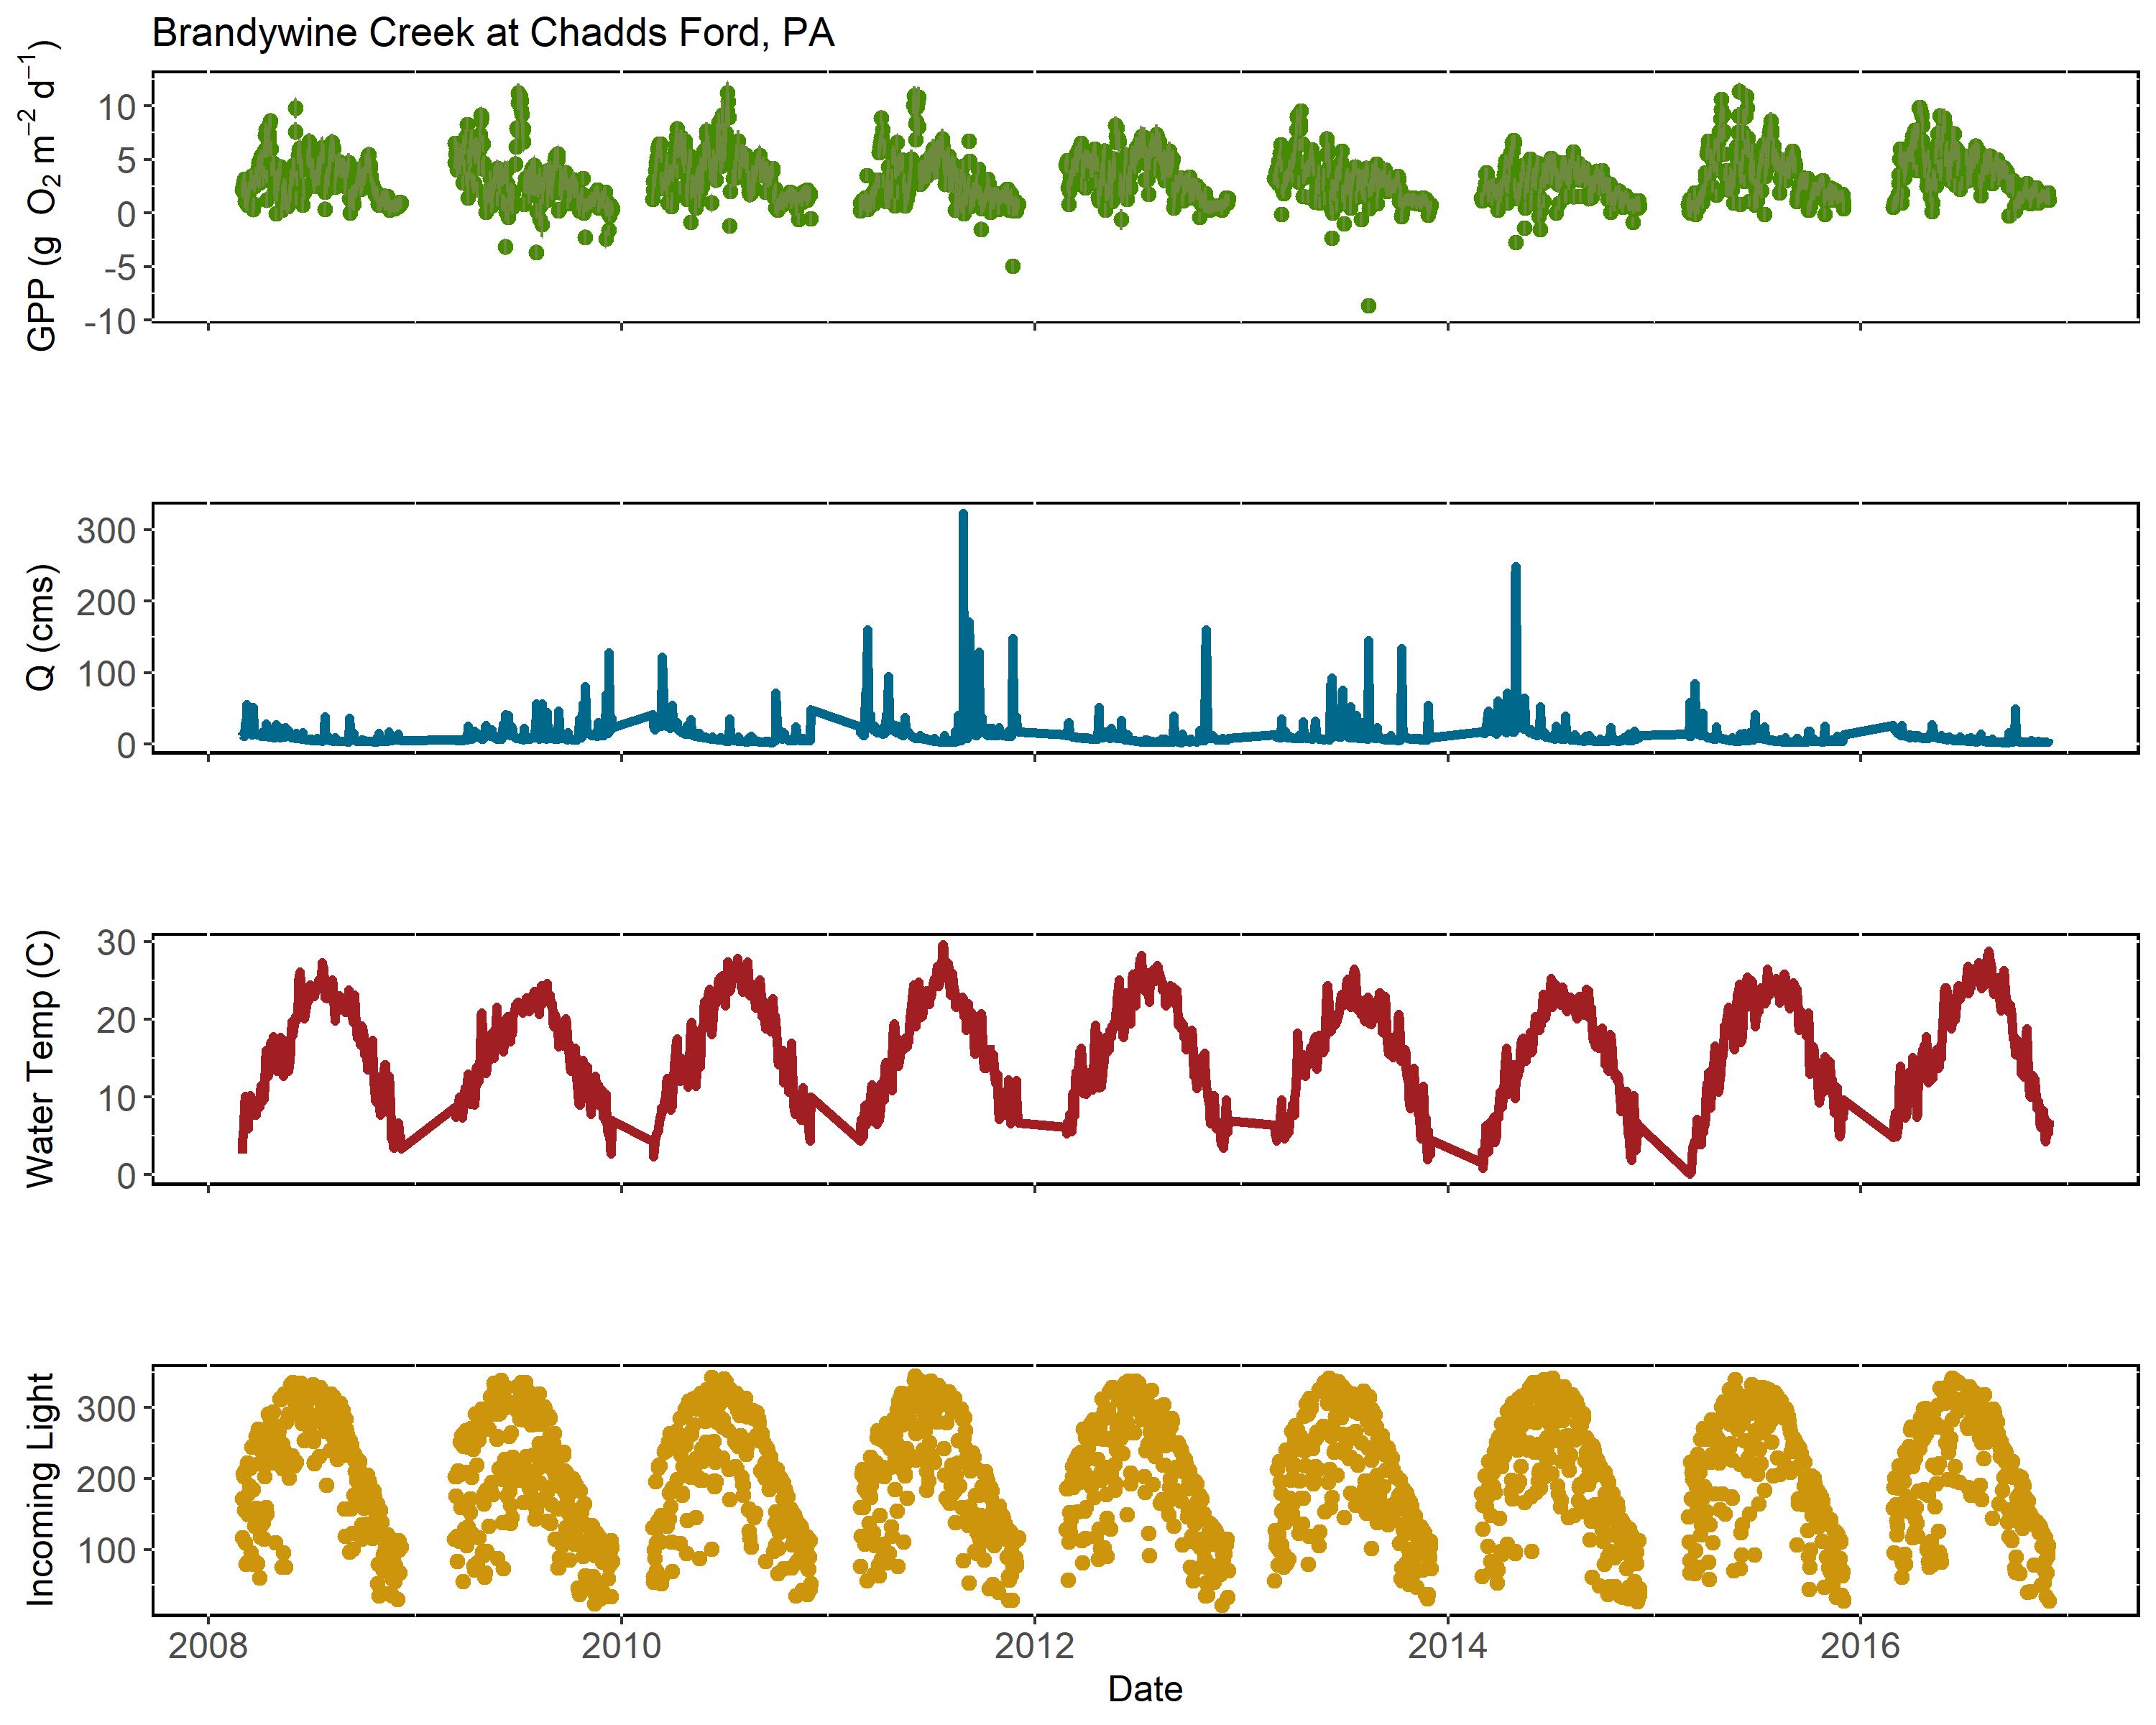 Brandywine Creek at Chadds Ford, PA
GPP (g O₂ m⁻² d⁻¹)
10
5
0
-5
-10
Q (cms)
300
200
100
0
Water Temp (C)
30
20
10
0
Incoming Light
300
200
100
2008 2010 2012 2014 2016
Date